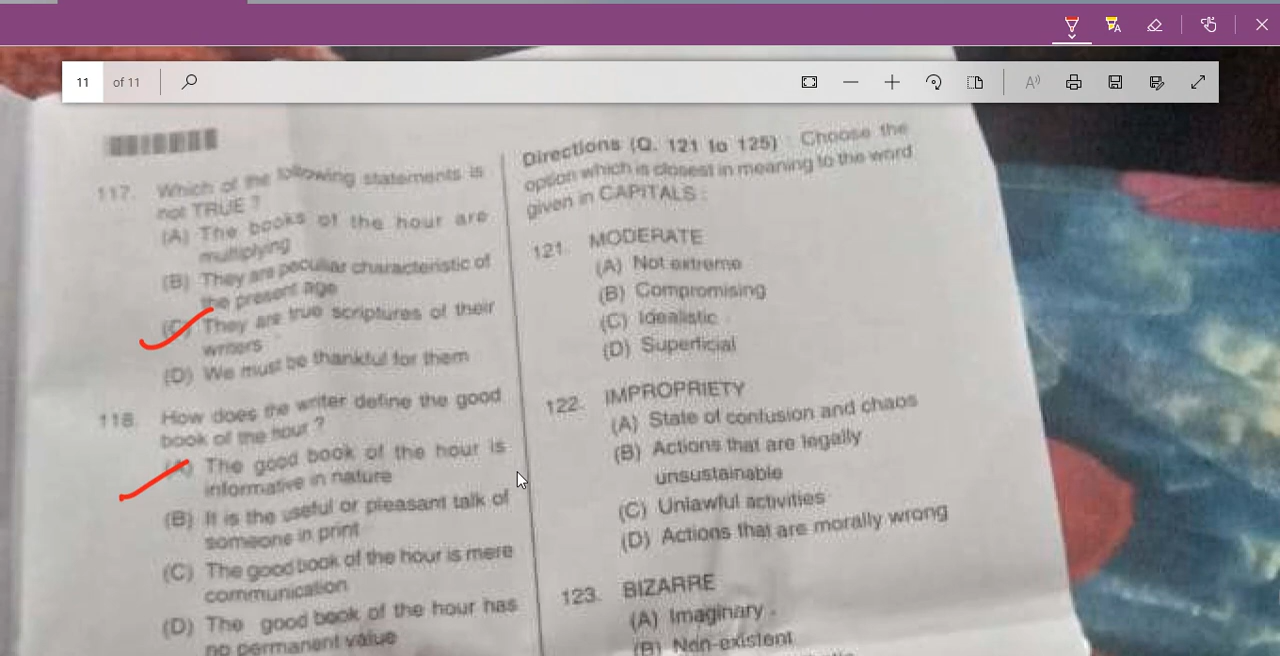 11 of 11
117. Which of the following statements is
not TRUE ?
(A) The books of the hour are
multiplying
(B) They are peculiar characteristic of
the present age
(C) They are true scriptures of their
writers
(D) We must be thankful for them
118. How does the writer define the good
book of the hour ?
(A) The good book of the hour is
informative in nature
(B) It is the useful or pleasant talk of
someone in print
(C) The good book of the hour is mere
communication
(D) The good book of the hour has
no permanent value
Directions (Q. 121 to 125) : Choose the
option which is closest in meaning to the word
given in CAPITALS :
121. MODERATE
(A) Not extreme
(B) Compromising
(C) Idealistic
(D) Superficial
122. IMPROPRIETY
(A) State of confusion and chaos
(B) Actions that are legally
unsustainable
(C) Unlawful activities
(D) Actions that are morally wrong
123. BIZARRE
(A) Imaginary
(B) Non-existent